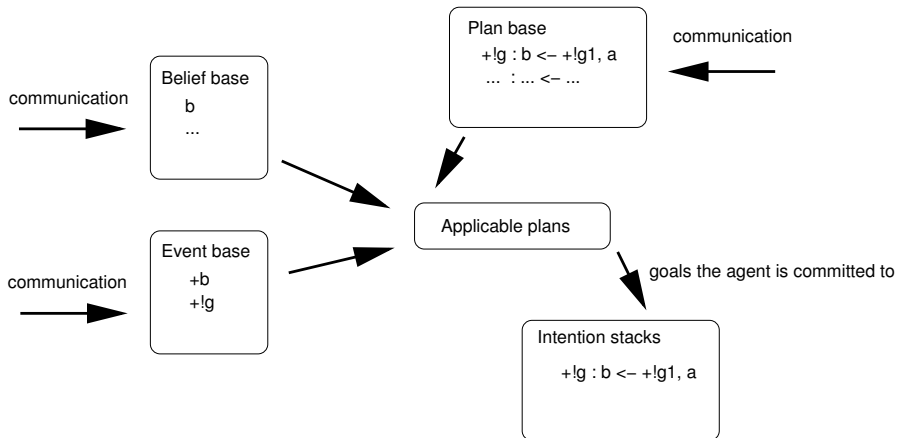 Plan base
+!g : b <− +!g1, a
... : ... <− ...
communication
Belief base
b
...
communication
Applicable plans
Event base
+b
+!g
communication
goals the agent is committed to
Intention stacks
+!g : b <− +!g1, a